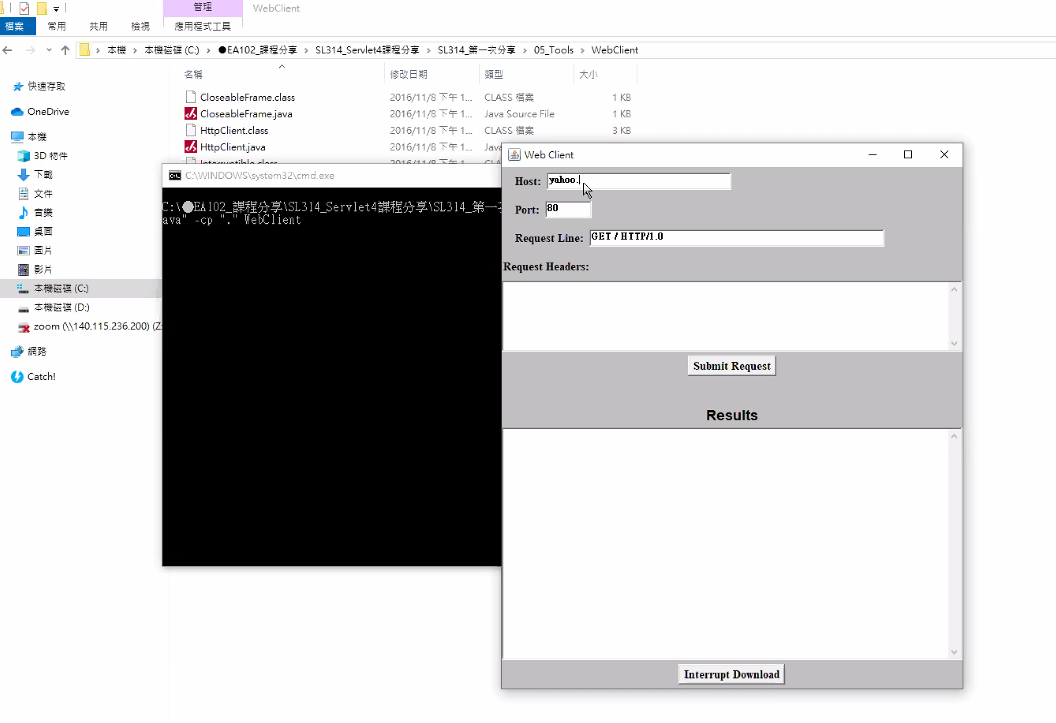 管理
WebClient
檔案 常用 共用 檢視 應用程式工具
本機 › 本機磁碟 (C:) › ●EA102_課程分享 › SL314_Servlet4課程分享 › SL314_第一次分享 › 05_Tools › WebClient
名稱 修改日期 類型 大小
快速存取
OneDrive
本機
3D 物件
下載
文件
音樂
桌面
圖片
影片
本機磁碟 (C:)
本機磁碟 (D:)
zoom (\\140.115.236.200) (Z
網路
Catch!
CloseableFrame.class 2016/11/8 下午 1... CLASS 檔案 1 KB
CloseableFrame.java 2016/11/8 下午 1... Java Source File 1 KB
HttpClient.class 2016/11/8 下午 1... CLASS 檔案 3 KB
HttpClient.java 2016/11/8 下午 1... Java
Interruptible.class 2016/11/8 下午 1... CLAS
C:\WINDOWS\system32\cmd.exe
C:\●EA102_課程分享\SL314_Servlet4課程分享\SL314_第一
ava" -cp "." WebClient
Web Client
Host: yahoo.
Port: 80
Request Line: GET / HTTP/1.0
Request Headers:
Submit Request
Results
Interrupt Download